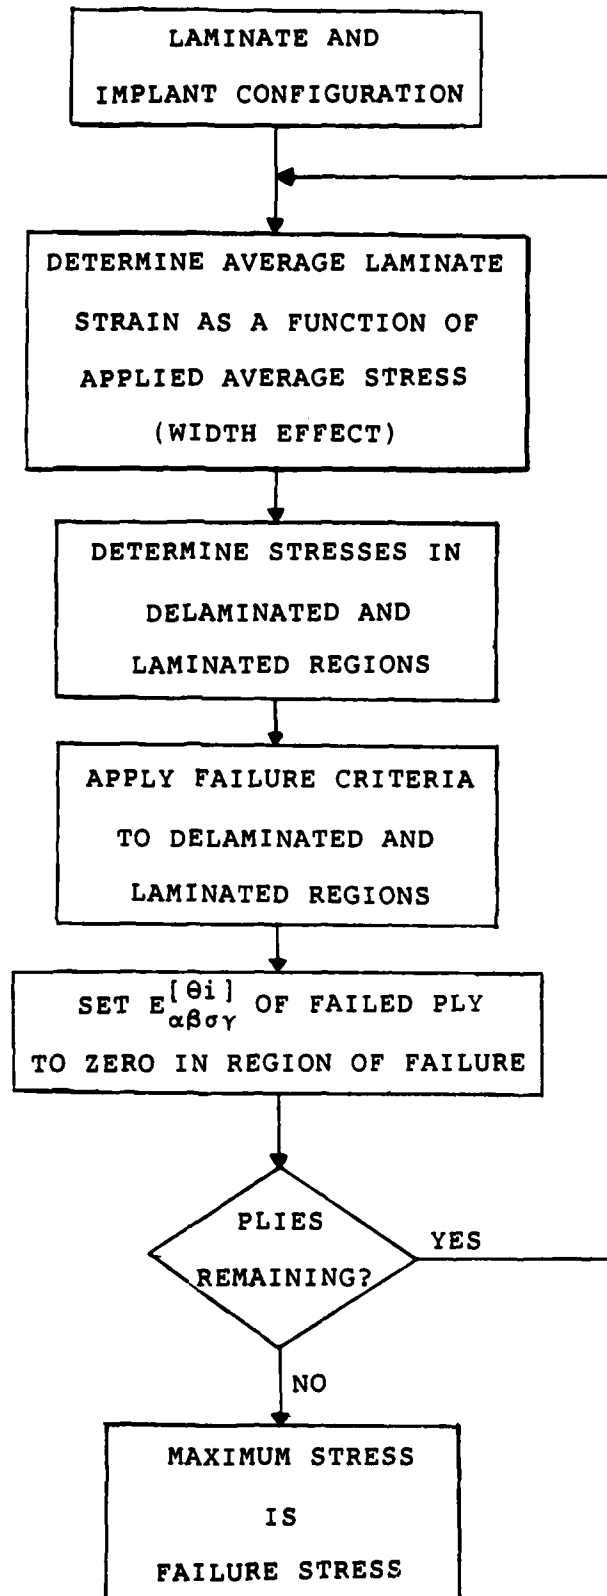 LAMINATE AND
IMPLANT CONFIGURATION
DETERMINE AVERAGE LAMINATE
STRAIN AS A FUNCTION OF
APPLIED AVERAGE STRESS
(WIDTH EFFECT)
DETERMINE STRESSES IN
DELAMINATED AND
LAMINATED REGIONS
APPLY FAILURE CRITERIA
TO DELAMINATED AND
LAMINATED REGIONS
SET E[θi]αβσγ OF FAILED PLY
TO ZERO IN REGION OF FAILURE
PLIES
REMAINING?
YES
NO
MAXIMUM STRESS
IS
FAILURE STRESS